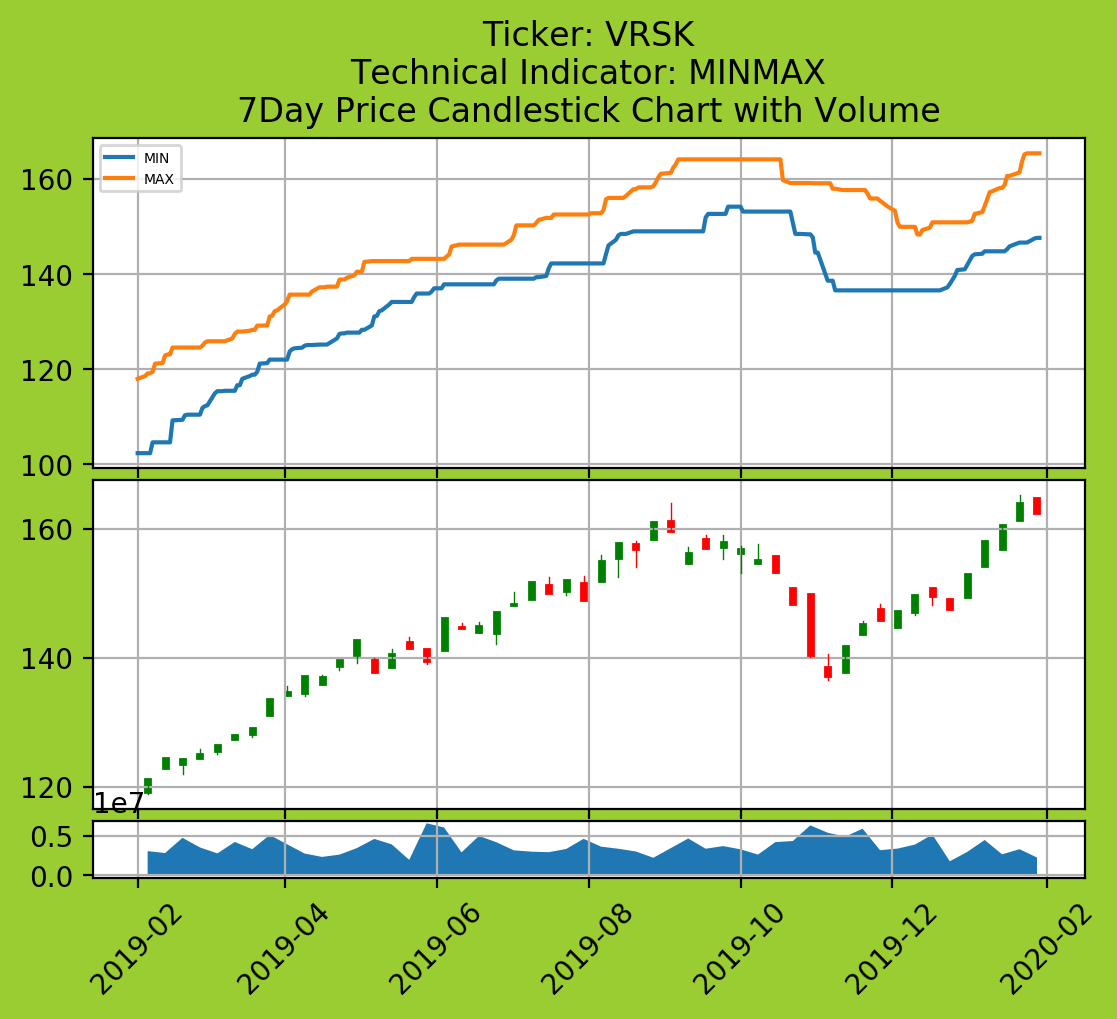 Ticker: VRSK
Technical Indicator: MINMAX
7Day Price Candlestick Chart with Volume
MIN
MAX
160
140
120
100
160
140
120
1e7
0.5
0.0
2019-02
2019-04
2019-06
2019-08
2019-10
2019-12
2020-02